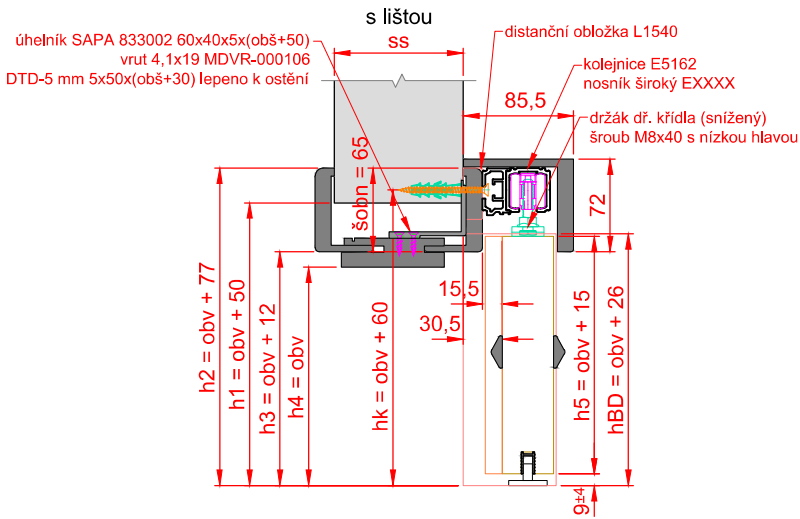 s lištou
úhelník SAPA 833002 60x40x5x(obš+50)
vrut 4,1x19 MDVR-000106
DTD-5 mm 5x50x(obš+30) lepeno k ostění
ss
distanční obložka L1540
kolejnice E5162
nosník široký EXXXX
85,5
držák dř. křídla (snížený)
šroub M8x40 s nízkou hlavou
šobn = 65
72
15,5
30,5
h2 = obv + 77
h1 = obv + 50
h3 = obv + 12
h4 = obv
hk = obv + 60
h5 = obv + 15
hBD = obv + 26
9±4